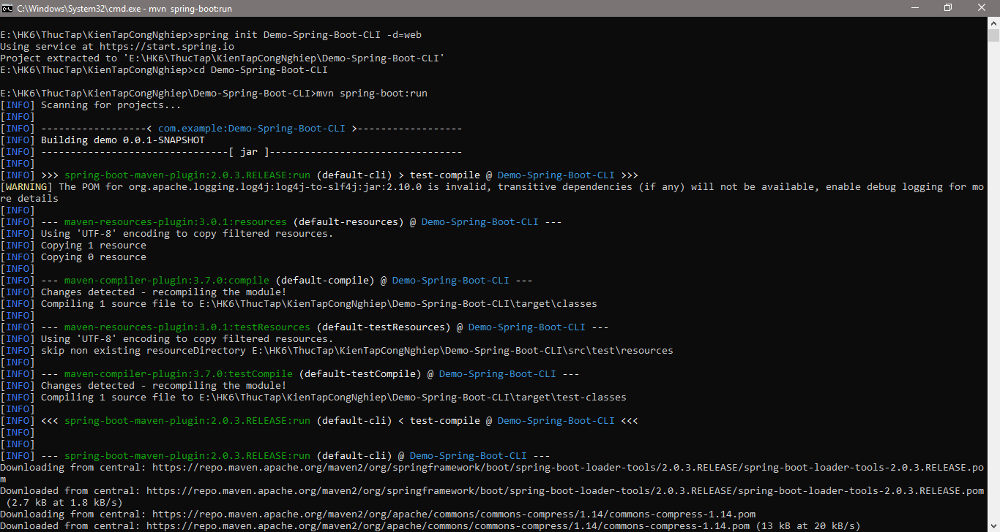 C:\Windows\System32\cmd.exe - mvn  spring-boot:run
E:\HK6\ThucTap\KienTapCongNghiep>spring init Demo-Spring-Boot-CLI -d=web
Using service at https://start.spring.io
Project extracted to 'E:\HK6\ThucTap\KienTapCongNghiep\Demo-Spring-Boot-CLI'
E:\HK6\ThucTap\KienTapCongNghiep>cd Demo-Spring-Boot-CLI
E:\HK6\ThucTap\KienTapCongNghiep\Demo-Spring-Boot-CLI>mvn spring-boot:run
[INFO] Scanning for projects...
[INFO]
[INFO] ------------------< com.example:Demo-Spring-Boot-CLI >------------------
[INFO] Building demo 0.0.1-SNAPSHOT
[INFO] --------------------------------[ jar ]---------------------------------
[INFO]
[INFO] >>> spring-boot-maven-plugin:2.0.3.RELEASE:run (default-cli) > test-compile @ Demo-Spring-Boot-CLI >>>
[WARNING] The POM for org.apache.logging.log4j:log4j-to-slf4j:jar:2.10.0 is invalid, transitive dependencies (if any) will not be available, enable debug logging for mo
re details
[INFO]
[INFO] --- maven-resources-plugin:3.0.1:resources (default-resources) @ Demo-Spring-Boot-CLI ---
[INFO] Using 'UTF-8' encoding to copy filtered resources.
[INFO] Copying 1 resource
[INFO] Copying 0 resource
[INFO]
[INFO] --- maven-compiler-plugin:3.7.0:compile (default-compile) @ Demo-Spring-Boot-CLI ---
[INFO] Changes detected - recompiling the module!
[INFO] Compiling 1 source file to E:\HK6\ThucTap\KienTapCongNghiep\Demo-Spring-Boot-CLI\target\classes
[INFO]
[INFO] --- maven-resources-plugin:3.0.1:testResources (default-testResources) @ Demo-Spring-Boot-CLI ---
[INFO] Using 'UTF-8' encoding to copy filtered resources.
[INFO] skip non existing resourceDirectory E:\HK6\ThucTap\KienTapCongNghiep\Demo-Spring-Boot-CLI\src\test\resources
[INFO]
[INFO] --- maven-compiler-plugin:3.7.0:testCompile (default-testCompile) @ Demo-Spring-Boot-CLI ---
[INFO] Changes detected - recompiling the module!
[INFO] Compiling 1 source file to E:\HK6\ThucTap\KienTapCongNghiep\Demo-Spring-Boot-CLI\target\test-classes
[INFO]
[INFO] <<< spring-boot-maven-plugin:2.0.3.RELEASE:run (default-cli) < test-compile @ Demo-Spring-Boot-CLI <<<
[INFO]
[INFO]
[INFO] --- spring-boot-maven-plugin:2.0.3.RELEASE:run (default-cli) @ Demo-Spring-Boot-CLI ---
Downloading from central: https://repo.maven.apache.org/maven2/org/springframework/boot/spring-boot-loader-tools/2.0.3.RELEASE/spring-boot-loader-tools-2.0.3.RELEASE.po
m
Downloaded from central: https://repo.maven.apache.org/maven2/org/springframework/boot/spring-boot-loader-tools/2.0.3.RELEASE/spring-boot-loader-tools-2.0.3.RELEASE.pom
(2.7 kB at 1.8 kB/s)
Downloading from central: https://repo.maven.apache.org/maven2/org/apache/commons/commons-compress/1.14/commons-compress-1.14.pom
Downloaded from central: https://repo.maven.apache.org/maven2/org/apache/commons/commons-compress/1.14/commons-compress-1.14.pom (13 kB at 20 kB/s)